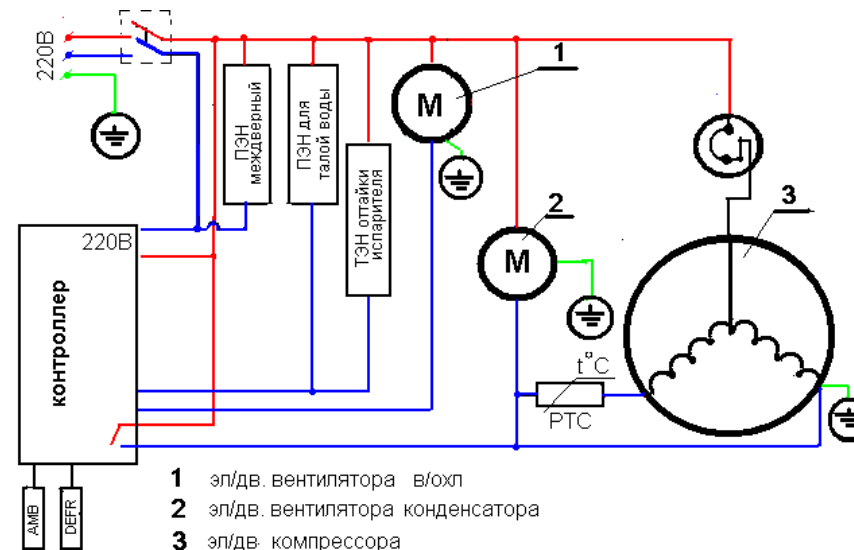 220В
ПЭН
междверный
ПЭН для
талой воды
ТЭН оттайки
испарителя
М
1
М
2
3
220В
контроллер
t°C
РТС
AMB
DEFR
1 эл/дв. вентилятора в/охл
2 эл/дв. вентилятора конденсатора
3 эл/дв. компрессора